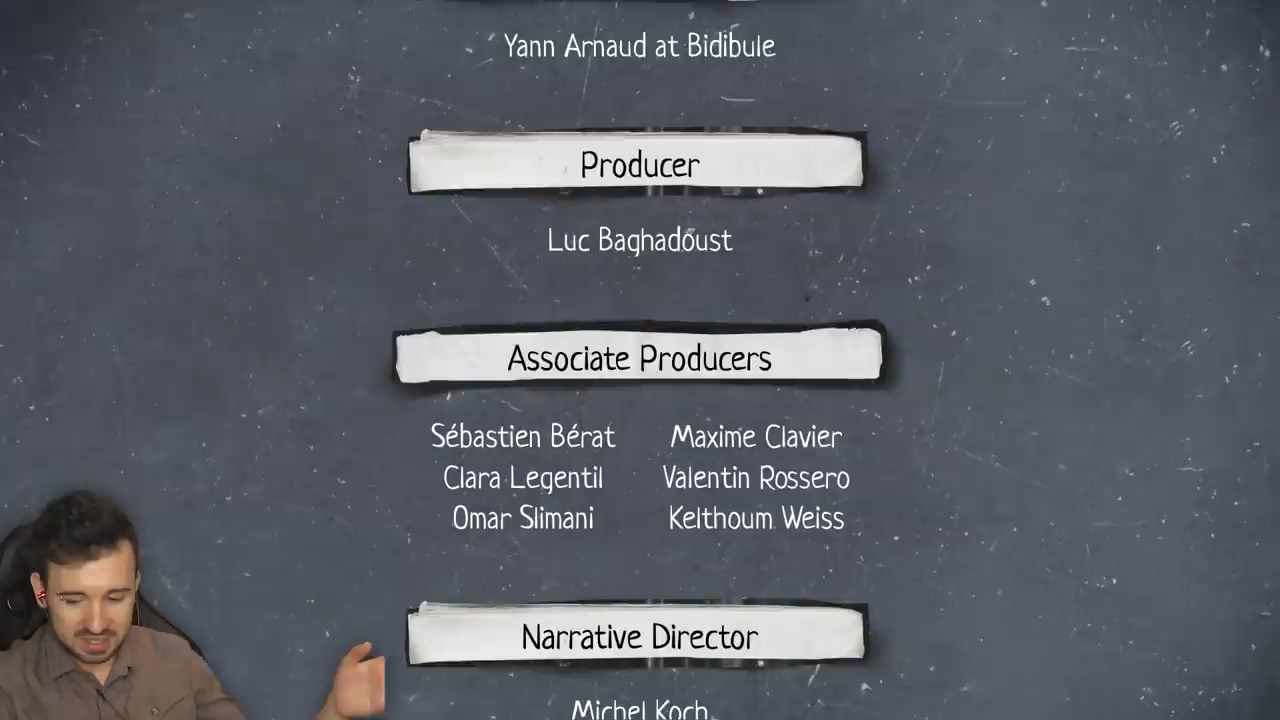 Yann Arnaud at Bidibule
Producer
Luc Baghadoust
Associate Producers
Sébastien Bérat Maxime Clavier
Clara Legentil Valentin Rossero
Omar Slimani Kelthoum Weiss
Narrative Director
Michel Koch